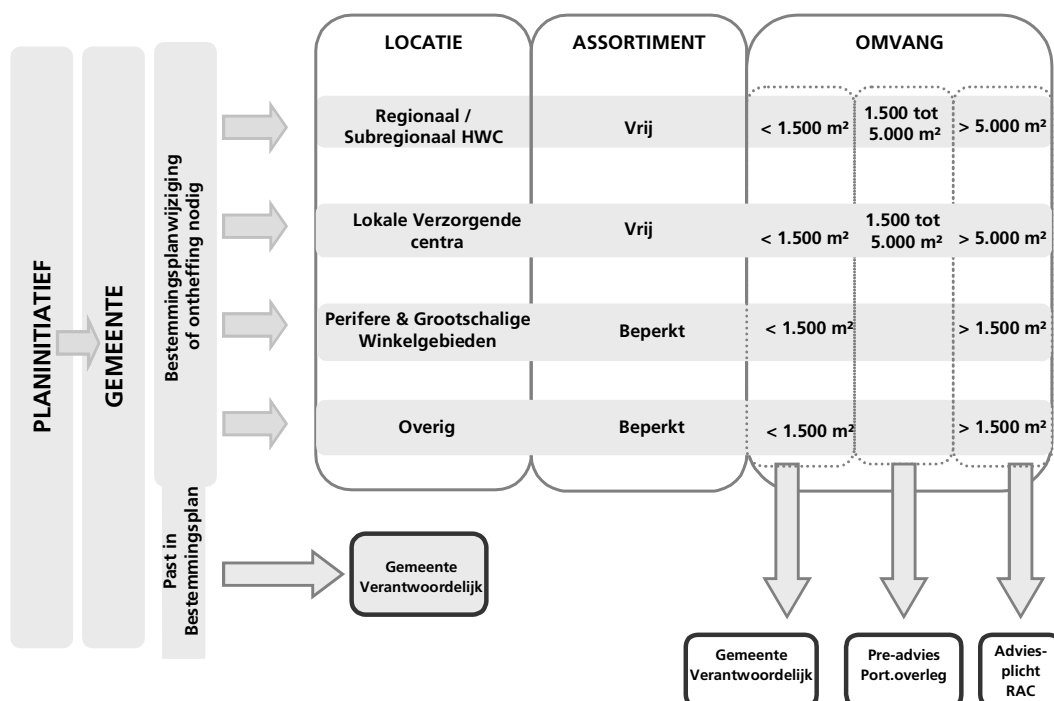 LOCATIE
ASSORTIMENT
OMVANG
PLANINITIATIEF
GEMEENTE
Bestemmingsplanwijziging
of ontheffing nodig
Regionaal /
Subregionaal HWC
Vrij
< 1.500 m²
1.500 tot
5.000 m²
> 5.000 m²
Lokale Verzorgende
centra
Vrij
< 1.500 m²
1.500 tot
5.000 m²
> 5.000 m²
Perifere & Grootschalige
Winkelgebieden
Beperkt
< 1.500 m²
> 1.500 m²
Overig
Beperkt
< 1.500 m²
> 1.500 m²
Past in
Bestemmingsplan
Gemeente
Verantwoordelijk
Gemeente
Verantwoordelijk
Pre-advies
Port.overleg
Advies-
plicht
RAC